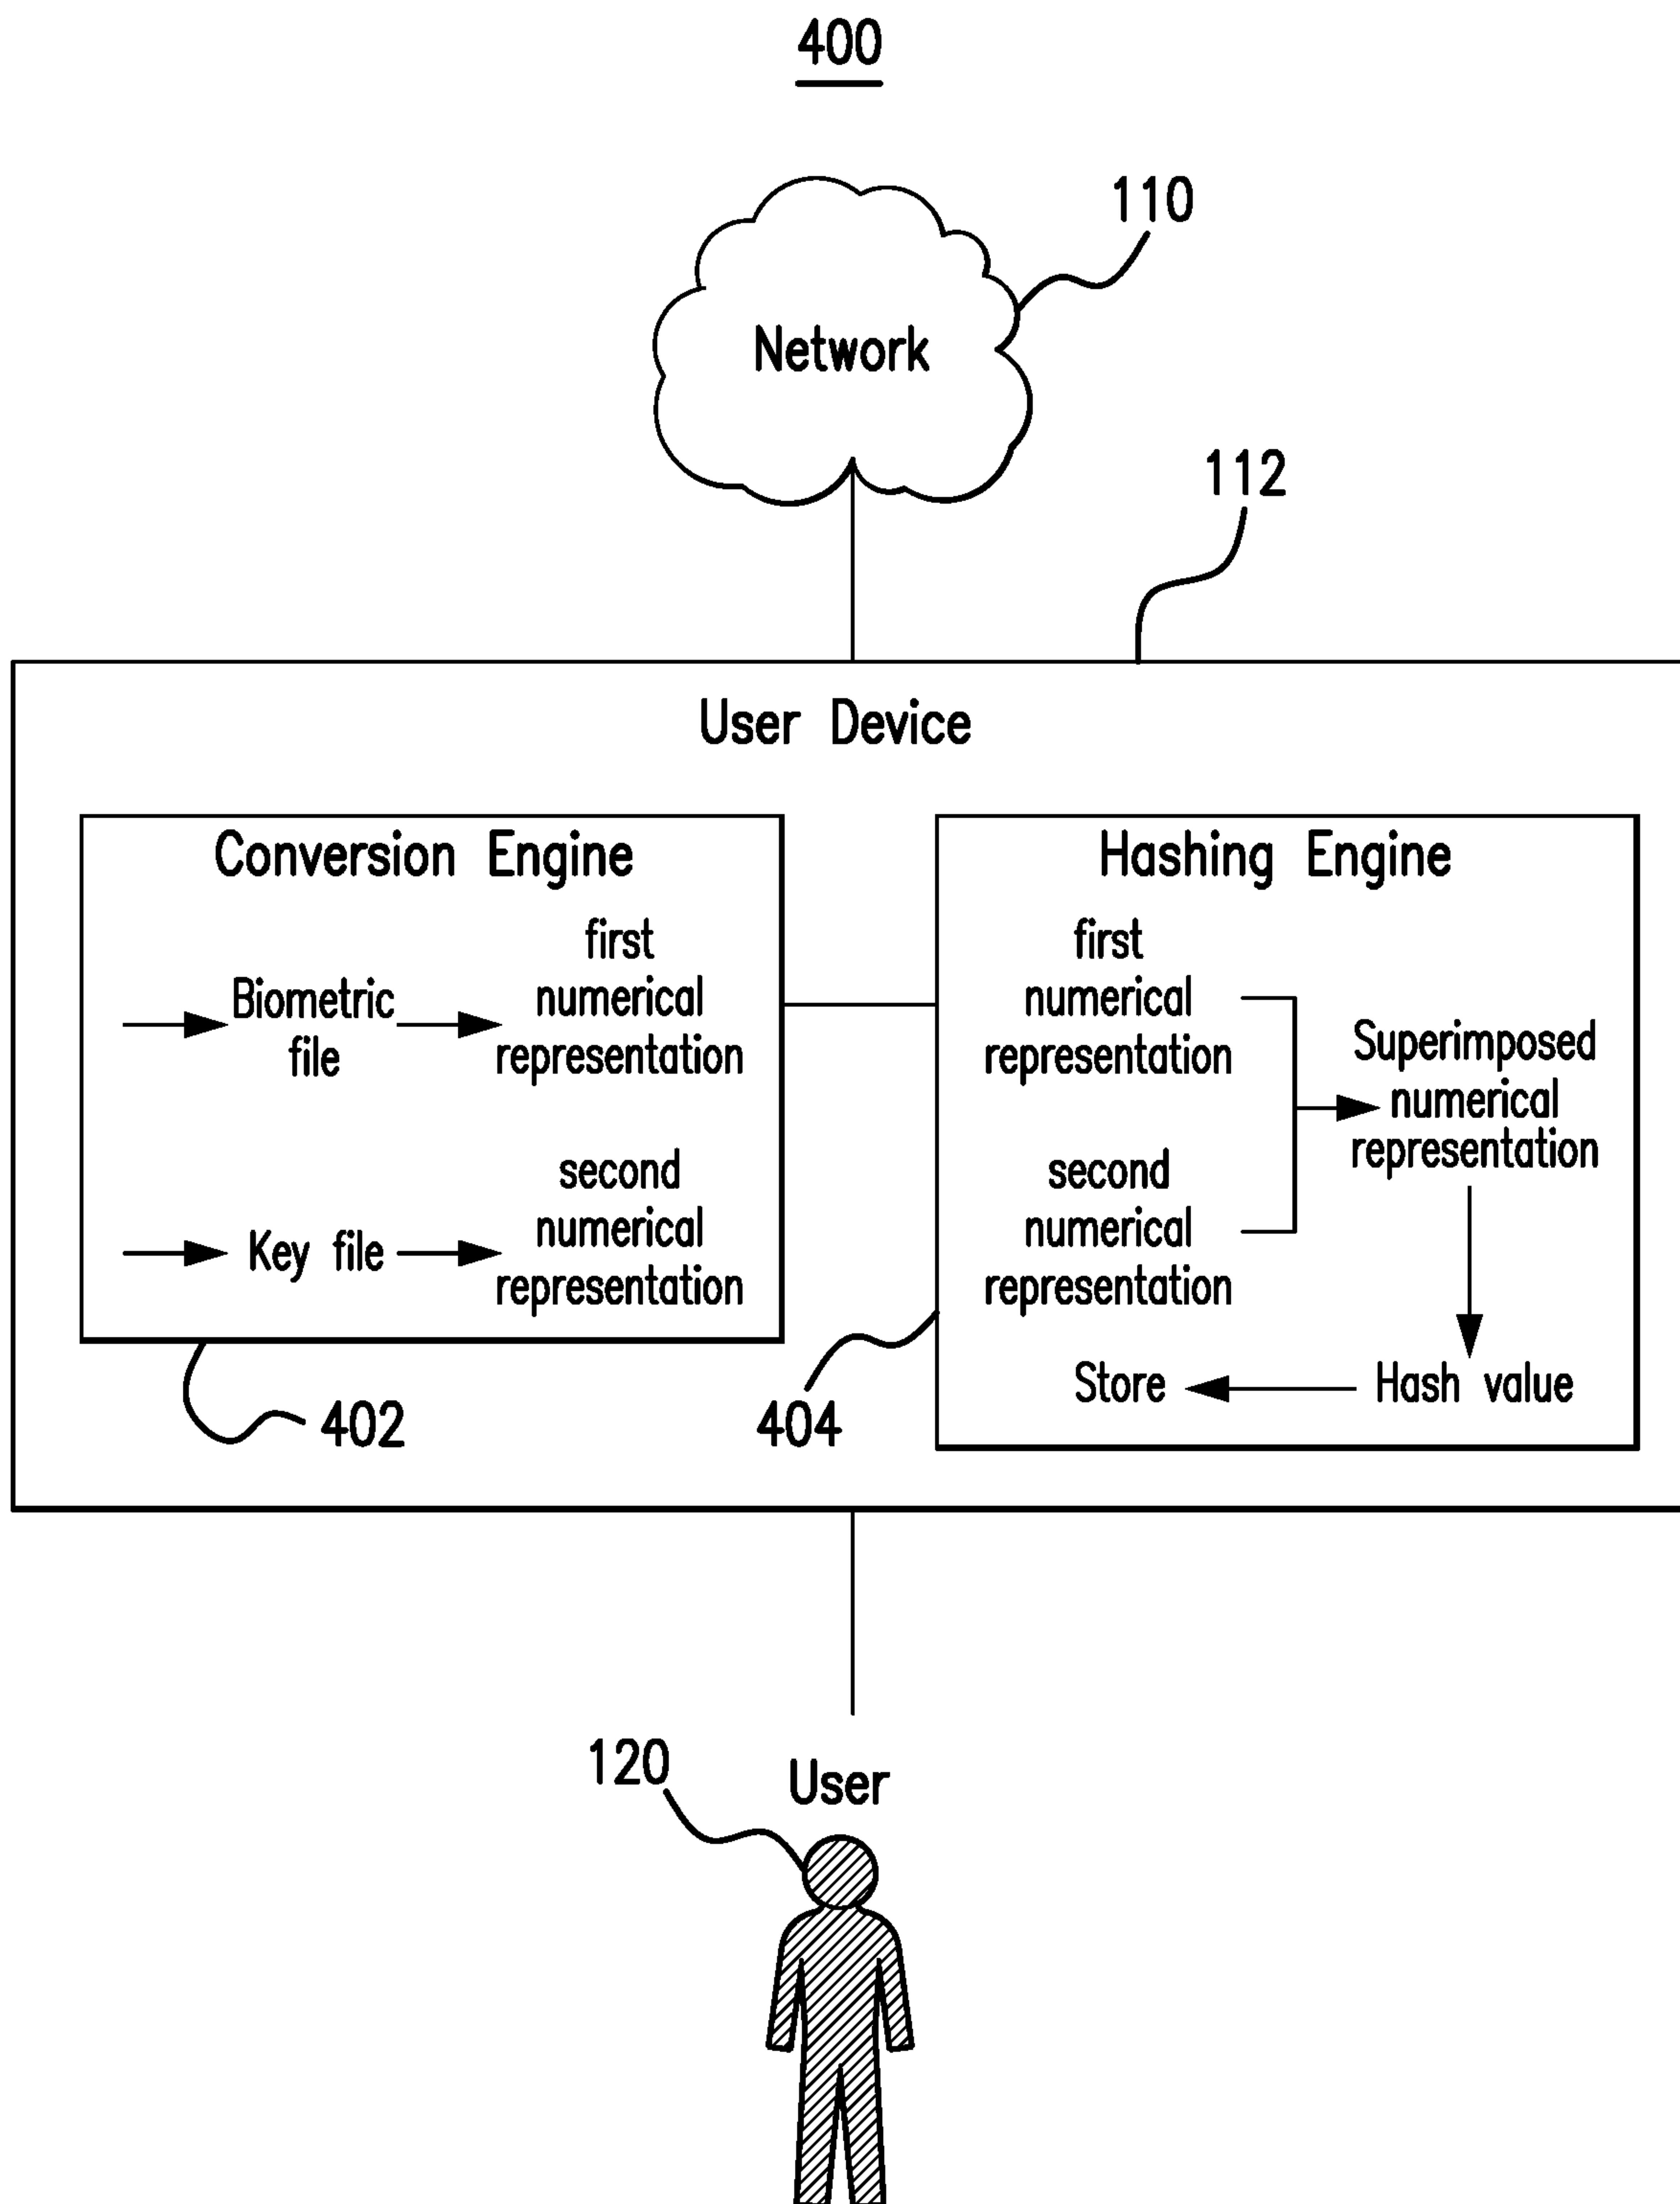 400
110
Network
112
User Device
Conversion Engine
first
numerical
representation
Biometric
file
second
numerical
representation
Key file
402
Hashing Engine
first
numerical
representation
second
numerical
representation
Superimposed
numerical
representation
Hash value
Store
404
120
User